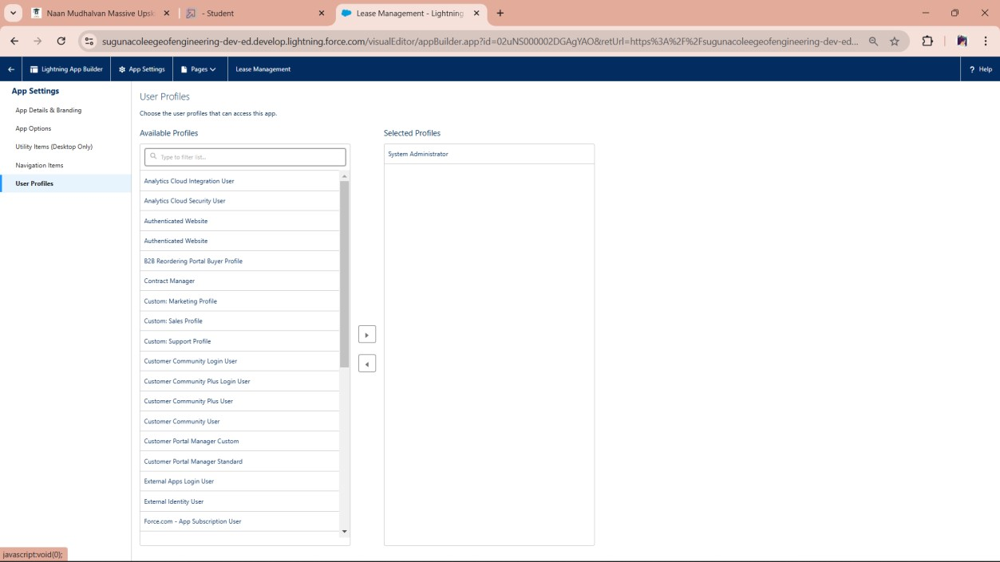 Naan Mudhalvan Massive Upsk
- Student
Lease Management - Lightning
sugunacoleegeofengineering-dev-ed.develop.lightning.force.com/visualEditor/appBuilder.app?id=02uNS000002DGAgYAO&retUrl=https%3A%2F%2Fsugunacoleegeofengineering-dev-ed...
Lightning App Builder
App Settings
Pages
Lease Management
? Help
App Settings
App Details & Branding
App Options
Utility Items (Desktop Only)
Navigation Items
User Profiles
User Profiles
Choose the user profiles that can access this app.
Available Profiles
Type to filter list...
Analytics Cloud Integration User
Analytics Cloud Security User
Authenticated Website
Authenticated Website
B2B Reordering Portal Buyer Profile
Contract Manager
Custom: Marketing Profile
Custom: Sales Profile
Custom: Support Profile
Customer Community Login User
Customer Community Plus Login User
Customer Community Plus User
Customer Community User
Customer Portal Manager Custom
Customer Portal Manager Standard
External Apps Login User
External Identity User
Force.com - App Subscription User
Selected Profiles
System Administrator
javascript:void(0);